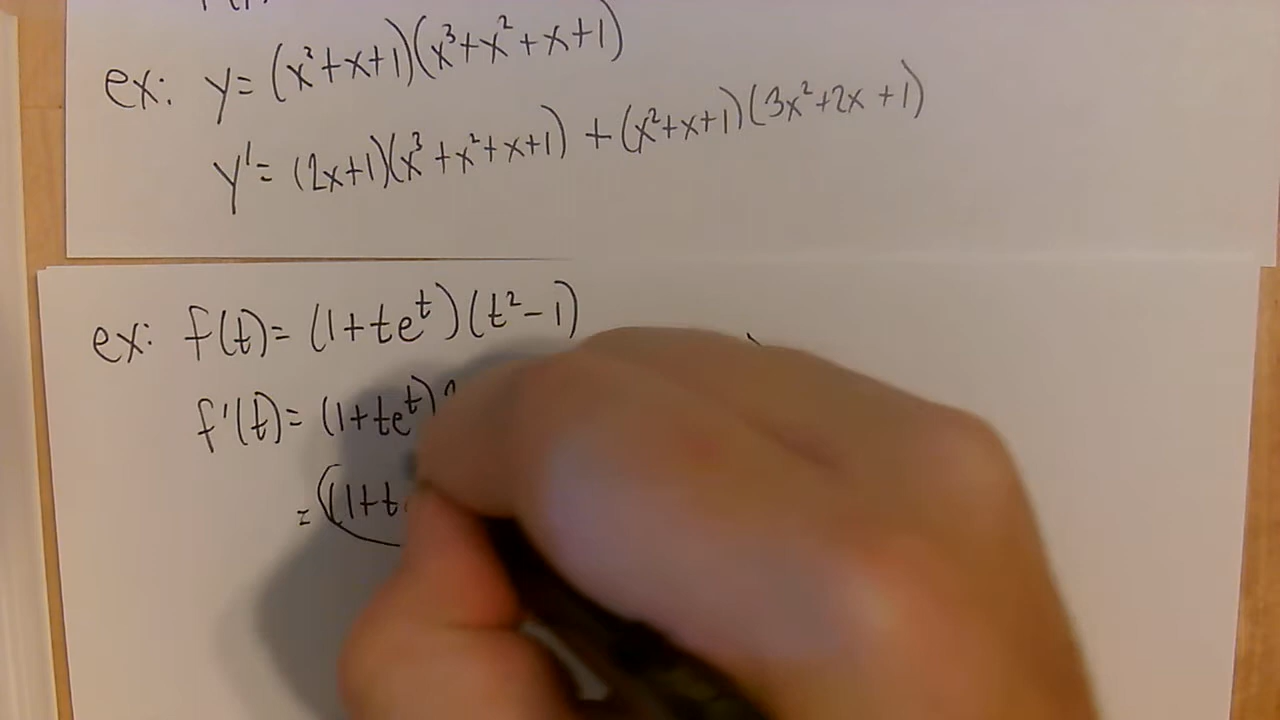 ex: y= (x²+x+1)(x³+x²+x+1)
y'= (2x+1)(x³+x²+x+1) + (x²+x+1)(3x²+2x+1)
ex: f(t)= (1+te^t)(t²-1)
f'(t)= (1+te^t)
= (1+t